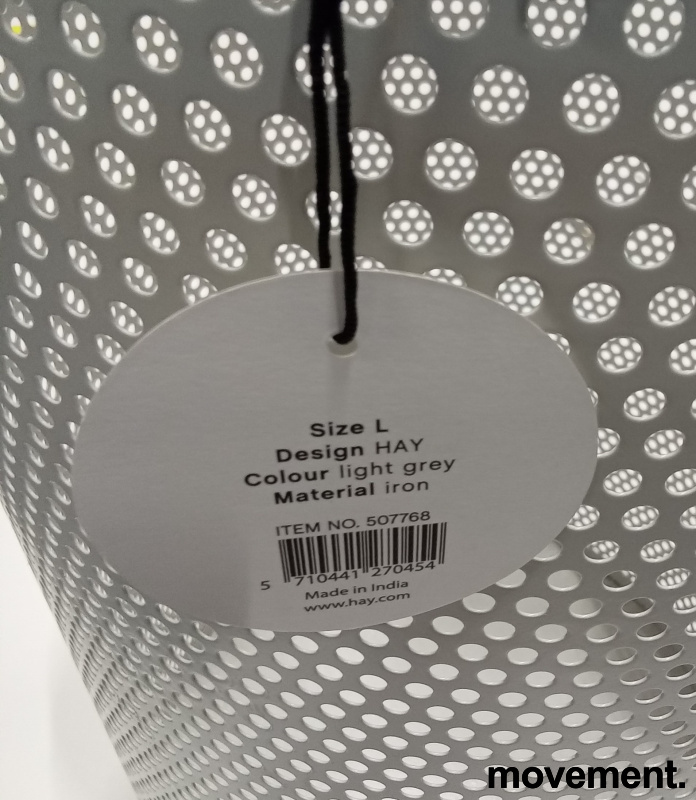 Size L
Design HAY
Colour light grey
Material iron
ITEM NO. 507768
5 710441 270454
Made in India
www.hay.com
movement.